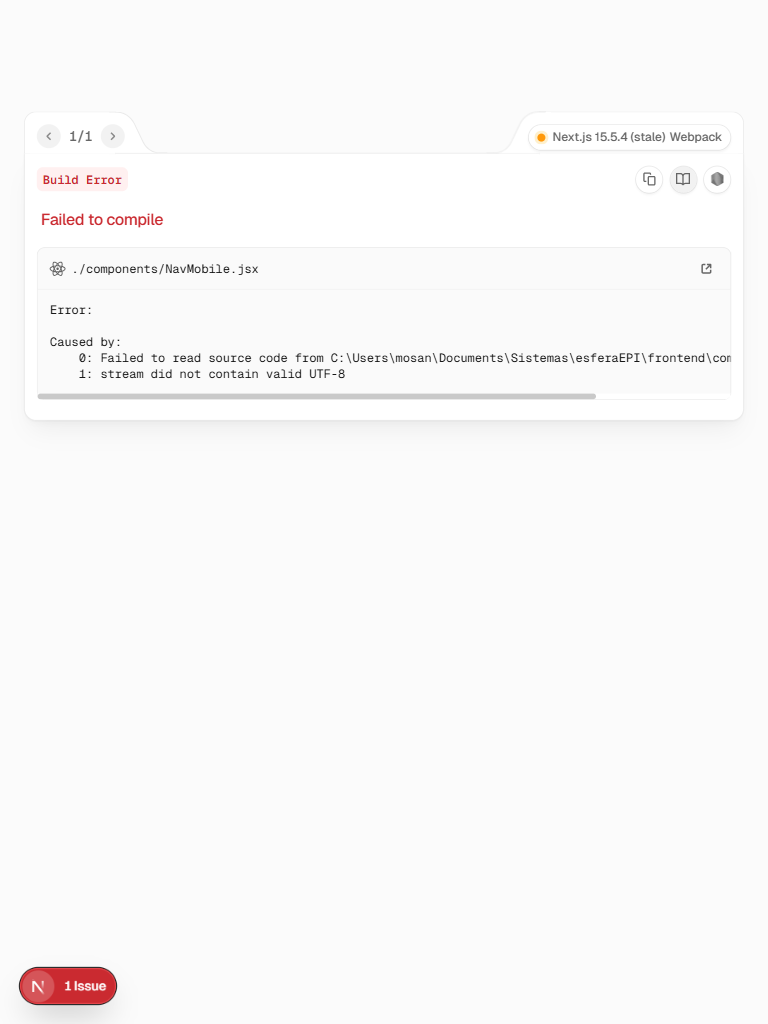 1/1
Next.js 15.5.4 (stale) Webpack
Build Error
Failed to compile
./components/NavMobile.jsx
Error:
Caused by:
0: Failed to read source code from C:\Users\mosan\Documents\Sistemas\esferaEPI\frontend\com
1: stream did not contain valid UTF-8
N
1 Issue